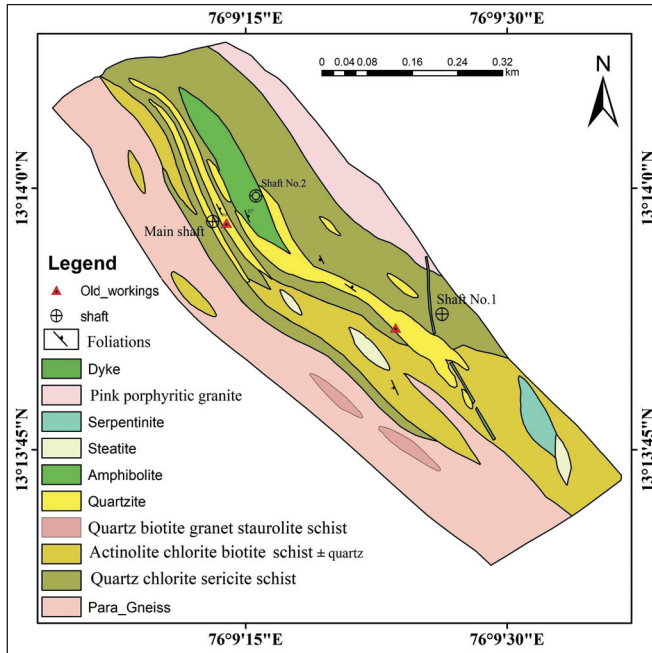 76°9'15"E 76°9'30"E
0 0.04 0.08 0.16 0.24 0.32
km
N
13°14'0"N 13°14'0"N
Shaft No.2
Main shaft
Shaft No.1
Legend
Old_workings
shaft
Foliations
Dyke
Pink porphyritic granite
Serpentinite
Steatite
Amphibolite
Quartzite
Quartz biotite granet staurolite schist
Actinolite chlorite biotite schist ± quartz
Quartz chlorite sericite schist
Para_Gneiss
13°13'45"N 13°13'45"N
76°9'15"E 76°9'30"E